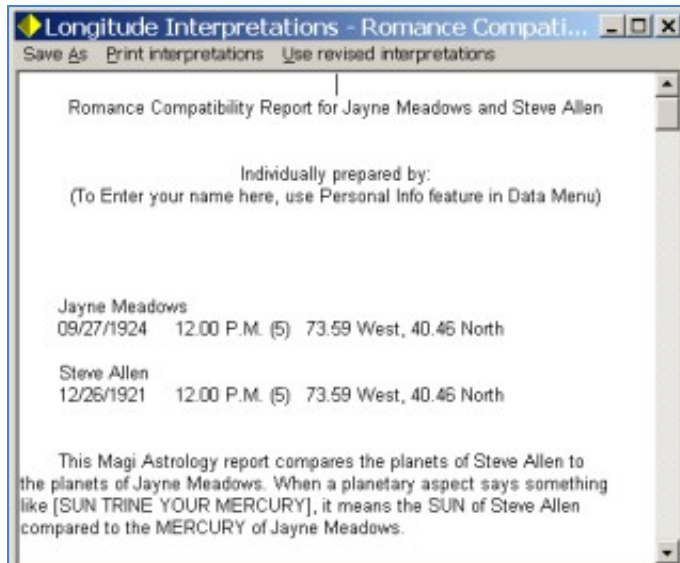 Longitude Interpretations - Romance Compati...
Save As Print interpretations Use revised interpretations
Romance Compatibility Report for Jayne Meadows and Steve Allen
Individually prepared by:
(To Enter your name here, use Personal Info feature in Data Menu)
Jayne Meadows
09/27/1924 12.00 P.M. (5) 73.59 West, 40.46 North
Steve Allen
12/26/1921 12.00 P.M. (5) 73.59 West, 40.46 North
This Magi Astrology report compares the planets of Steve Allen to
the planets of Jayne Meadows. When a planetary aspect says something
like [SUN TRINE YOUR MERCURY], it means the SUN of Steve Allen
compared to the MERCURY of Jayne Meadows.